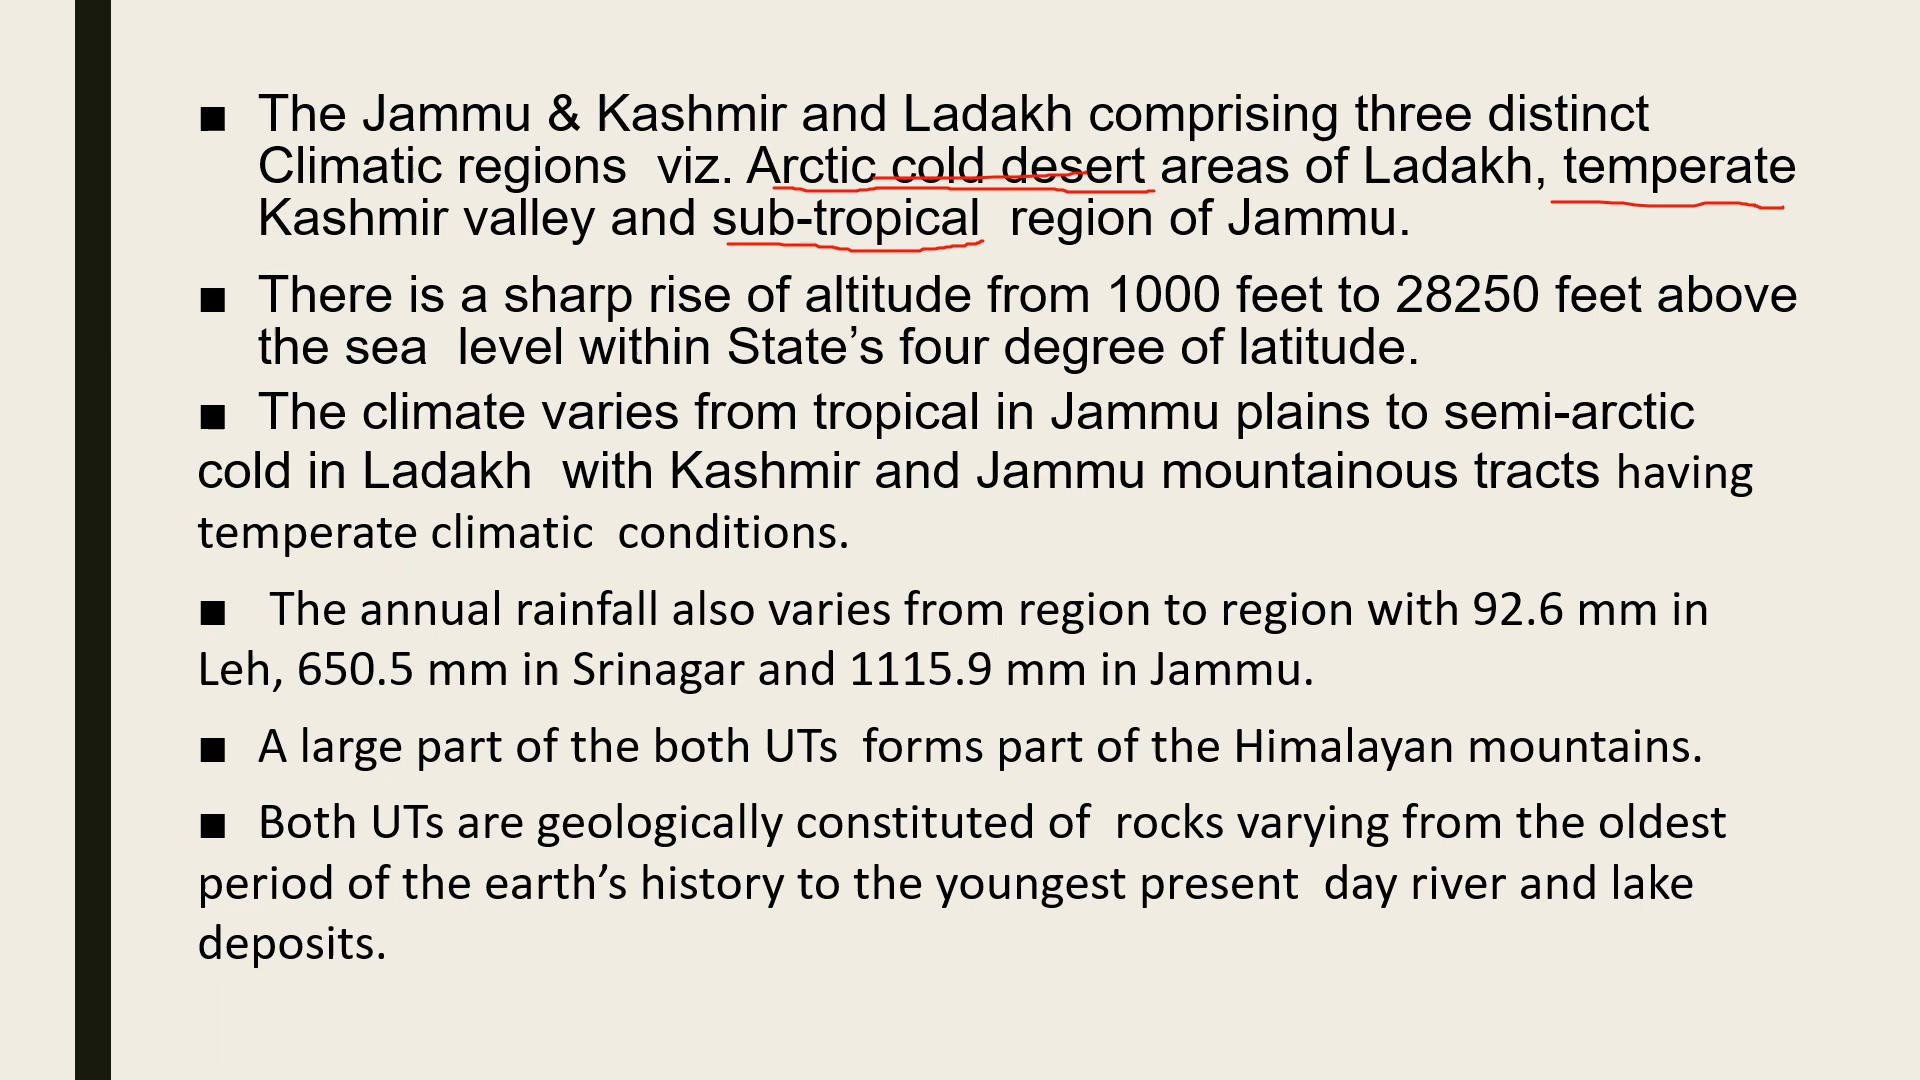 ■ The Jammu & Kashmir and Ladakh comprising three distinct
Climatic regions viz. Arctic cold desert areas of Ladakh, temperate
Kashmir valley and sub-tropical region of Jammu.
■ There is a sharp rise of altitude from 1000 feet to 28250 feet above
the sea level within State’s four degree of latitude.
■ The climate varies from tropical in Jammu plains to semi-arctic
cold in Ladakh with Kashmir and Jammu mountainous tracts having
temperate climatic conditions.
■ The annual rainfall also varies from region to region with 92.6 mm in
Leh, 650.5 mm in Srinagar and 1115.9 mm in Jammu.
■ A large part of the both UTs forms part of the Himalayan mountains.
■ Both UTs are geologically constituted of rocks varying from the oldest
period of the earth’s history to the youngest present day river and lake
deposits.